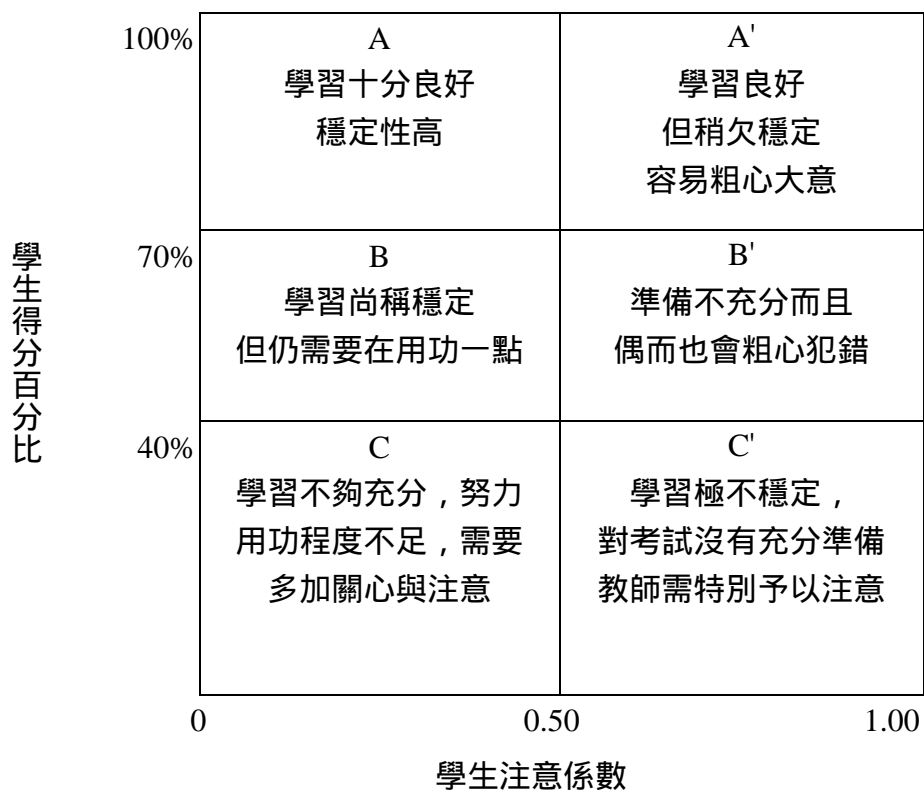 100%
A
學習十分良好
穩定性高
A'
學習良好
但稍欠穩定
容易粗心大意
學生得分百分比
70%
B
學習尚稱穩定
但仍需要在用功一點
B'
準備不充分而且
偶而也會粗心犯錯
40%
C
學習不夠充分，努力
用功程度不足，需要
多加關心與注意
C'
學習極不穩定，
對考試沒有充分準備
教師需特別予以注意
0
0.50
1.00
學生注意係數